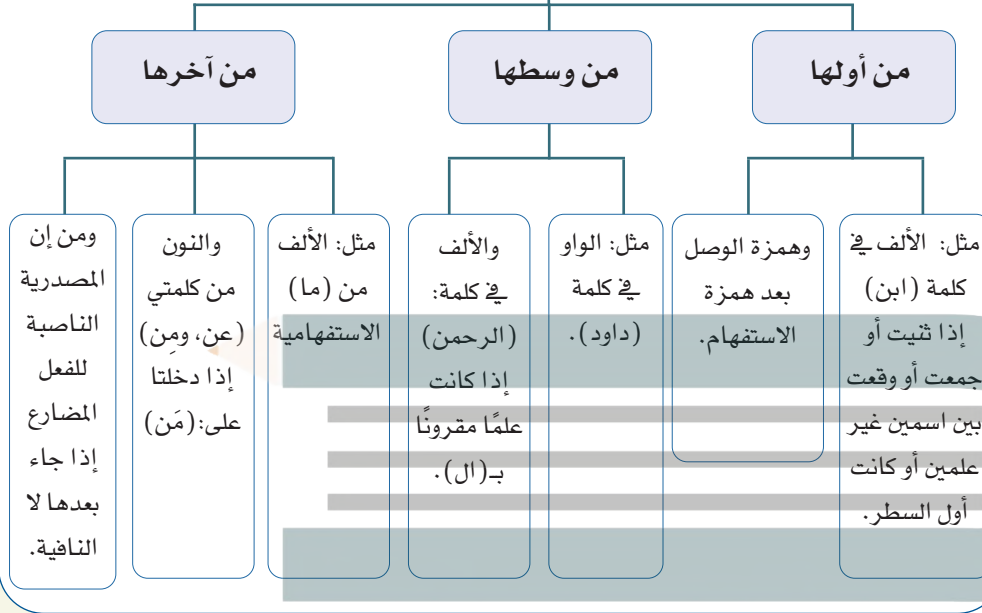 من أولها
من وسطها
من آخرها
مثل: الألف في
كلمة (ابن)
إذا ثنيت أو
جمعت أو وقعت
بين اسمين غير
علمين أو كانت
أول السطر.
وهمزة الوصل
بعد همزة
الاستفهام.
مثل: الواو
في كلمة
(داود).
والألف
في كلمة:
(الرحمن)
إذا كانت
علمًا مقرونًا
بـ(ال).
مثل: الألف
من (ما)
الاستفهامية
والنون
من كلمتي
(عن، ومِن)
إذا دخلتا
على:(مَن)
ومن إن
المصدرية
الناصبة
للفعل
المضارع
إذا جاء
بعدها لا
النافية.